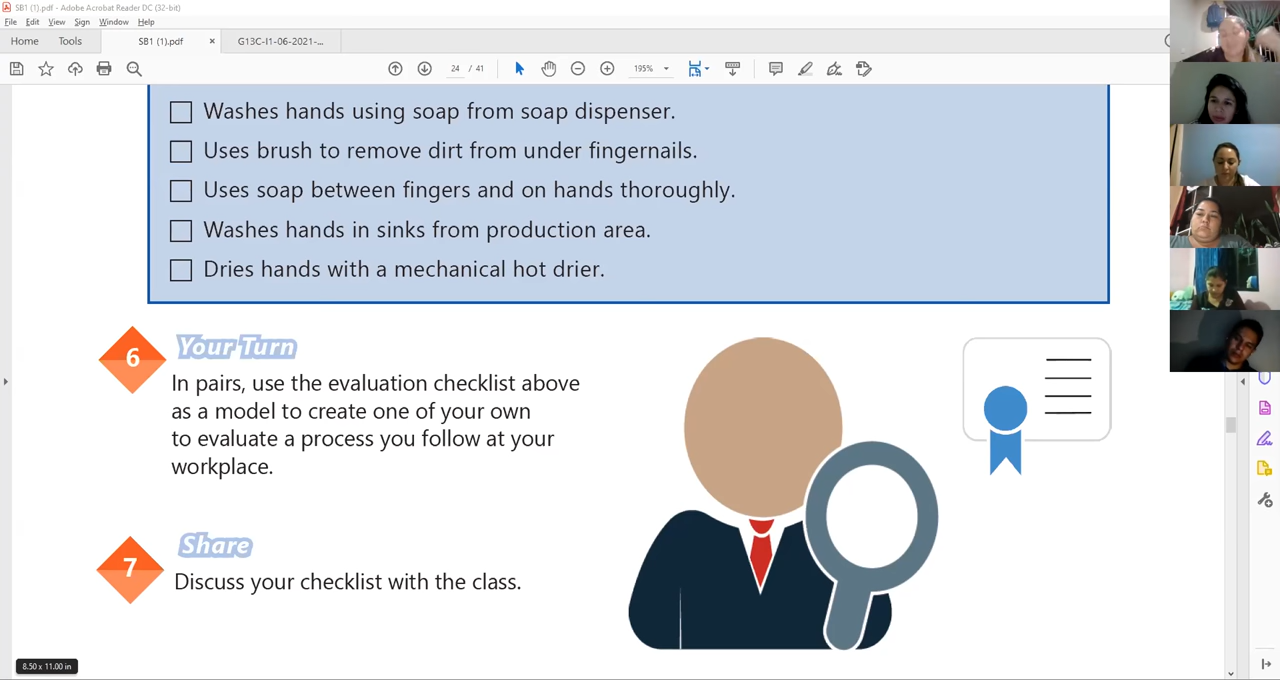 SB1 (1).pdf - Adobe Acrobat Reader DC (32-bit)
File Edit View Sign Window Help
Home Tools SB1 (1).pdf × G13C-I1-06-2021-...
24 / 41 195%
Washes hands using soap from soap dispenser.
Uses brush to remove dirt from under fingernails.
Uses soap between fingers and on hands thoroughly.
Washes hands in sinks from production area.
Dries hands with a mechanical hot drier.
6 Your Turn
In pairs, use the evaluation checklist above
as a model to create one of your own
to evaluate a process you follow at your
workplace.
7 Share
Discuss your checklist with the class.
8.50 x 11.00 in